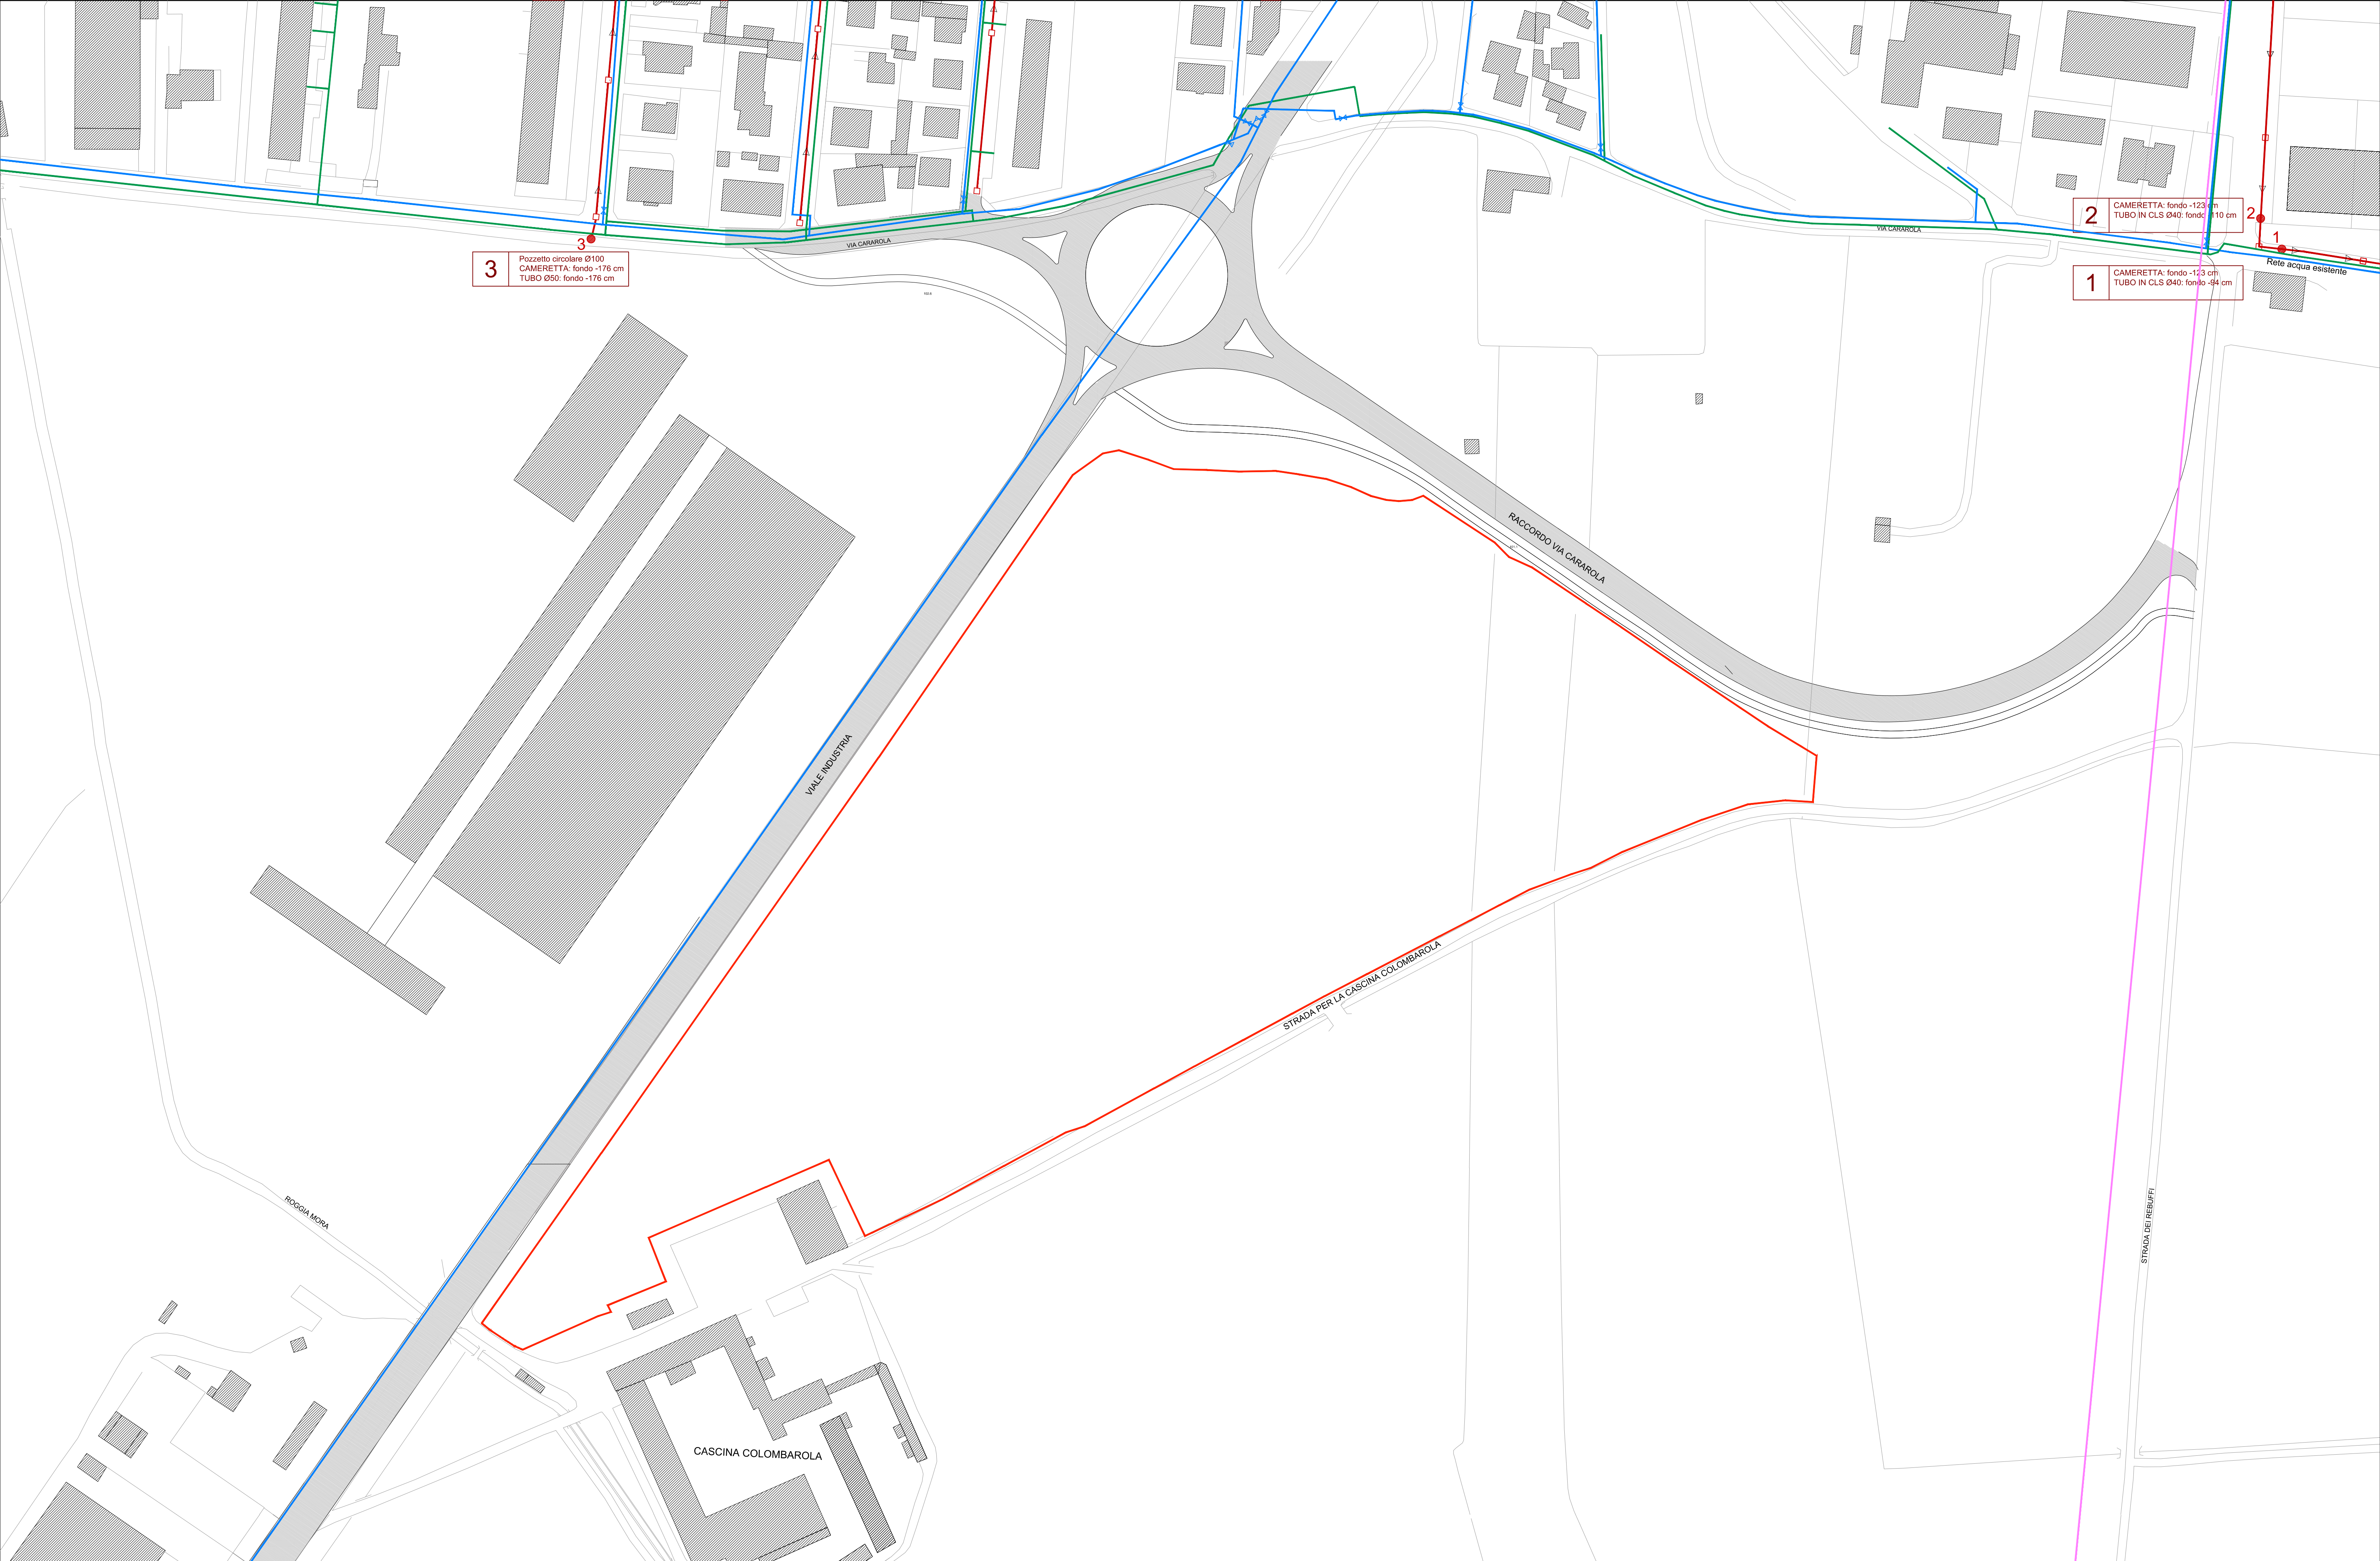 2
CAMERETTA: fondo -123 cm
TUBO IN CLS Ø40: fondo -110 cm
2
1
VIA CARAROLA
VIA CARAROLA
3
3
Pozzetto circolare Ø100
CAMERETTA: fondo -176 cm
TUBO Ø50: fondo -176 cm
Rete acqua esistente
1
CAMERETTA: fondo -123 cm
TUBO IN CLS Ø40: fondo -94 cm
RACCORDO VIA CARAROLA
VIALE INDUSTRIA
STRADA PER LA CASCINA COLOMBAROLA
ROGGIA MORA
STRADA DEI REBUFFI
CASCINA COLOMBAROLA